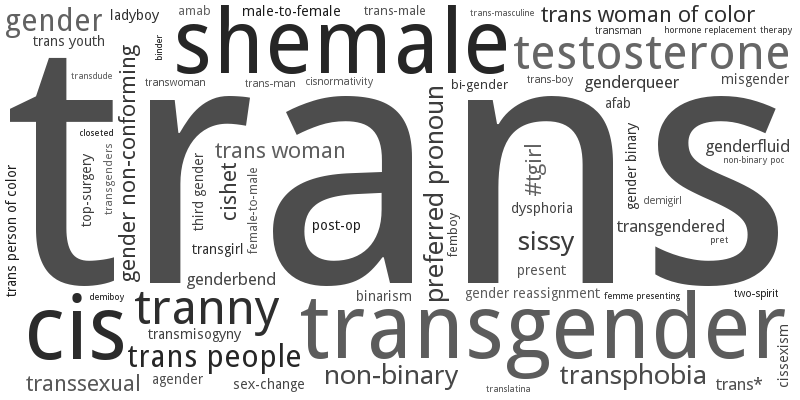 gender
ladyboy
amab
male-to-female
trans-male
trans-masculine
trans woman of color
trans youth
binder
shemale
transman
hormone replacement therapy
testosterone
transdude
transwoman
trans-man
cisnormativity
bi-gender
trans-boy
genderqueer
misgender
trans
afab
closeted
gender non-conforming
transgenders
top-surgery
third gender
cishet
trans woman
female-to-male
preferred pronoun
femboy
#tgirl
gender binary
genderfluid
non-binary poc
demigirl
dysphoria
trans person of color
post-op
transgirl
sissy
transgendered
pret
present
genderbend
demiboy
binarism
gender reassignment
femme presenting
two-spirit
cis
tranny
transgender
transmisogyny
trans people
cissexism
transsexual
agender
sex-change
non-binary
translatina
transphobia
trans*